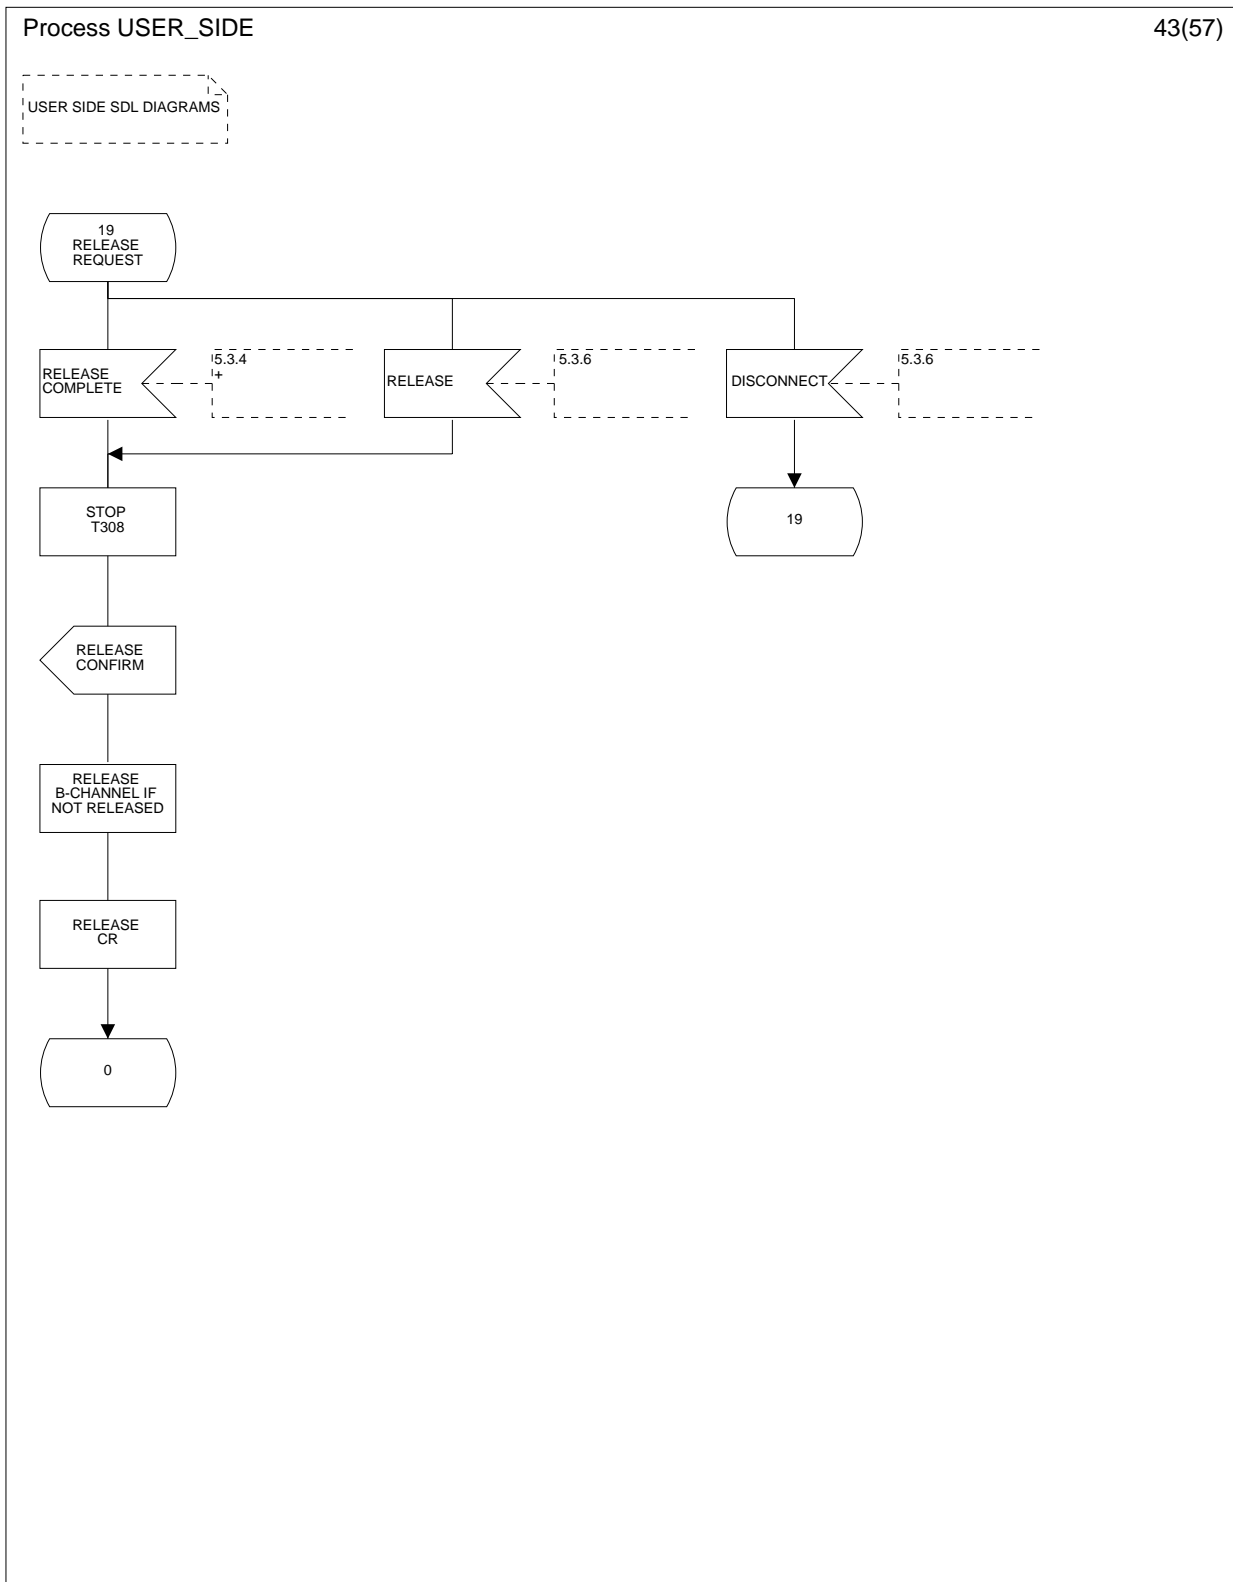 Process USER_SIDE
43(57)
USER SIDE SDL DIAGRAMS
19
RELEASE
REQUEST
RELEASE
COMPLETE
5.3.4
+
RELEASE
5.3.6
DISCONNECT
5.3.6
STOP
T308
19
RELEASE
CONFIRM
RELEASE
B-CHANNEL IF
NOT RELEASED
RELEASE
CR
0